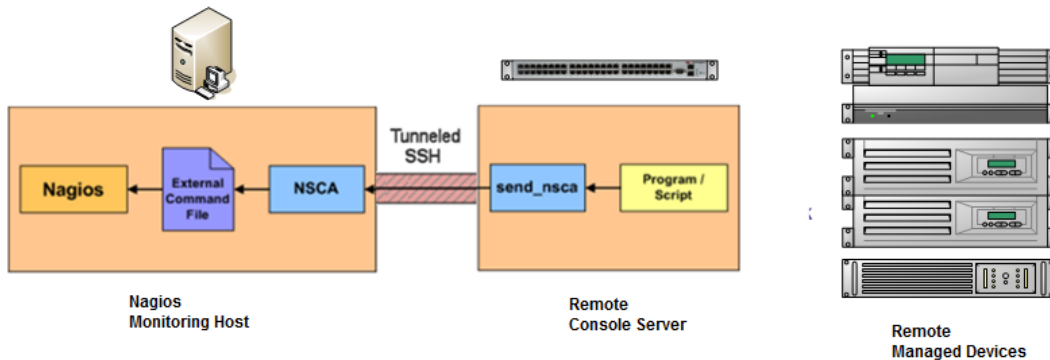 Tunneled
SSH
Nagios
External
Command
File
NSCA
send_nsca
Program /
Script
Nagios
Monitoring Host
Remote
Console Server
Remote
Managed Devices